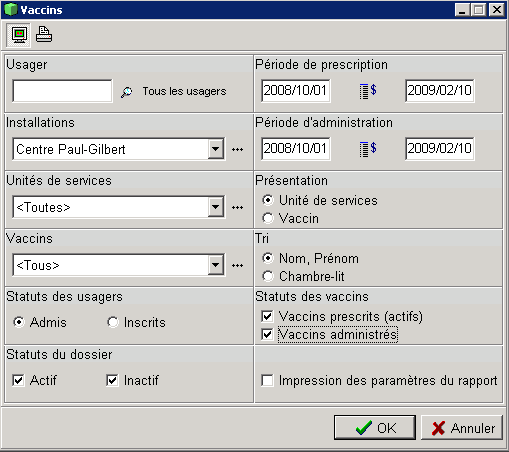 Vaccins
Usager
Tous les usagers
Période de prescription
2008/10/01
$
2009/02/10
Installations
Centre Paul-Gilbert
...
Période d'administration
2008/10/01
$
2009/02/10
Unités de services
<Toutes>
...
Présentation
Unité de services
Vaccin
Vaccins
<Tous>
...
Tri
Nom, Prénom
Chambre-lit
Statuts des usagers
Admis
Inscrits
Statuts des vaccins
Vaccins prescrits (actifs)
Vaccins administrés
Statuts du dossier
Actif
Inactif
Impression des paramètres du rapport
OK
Annuler